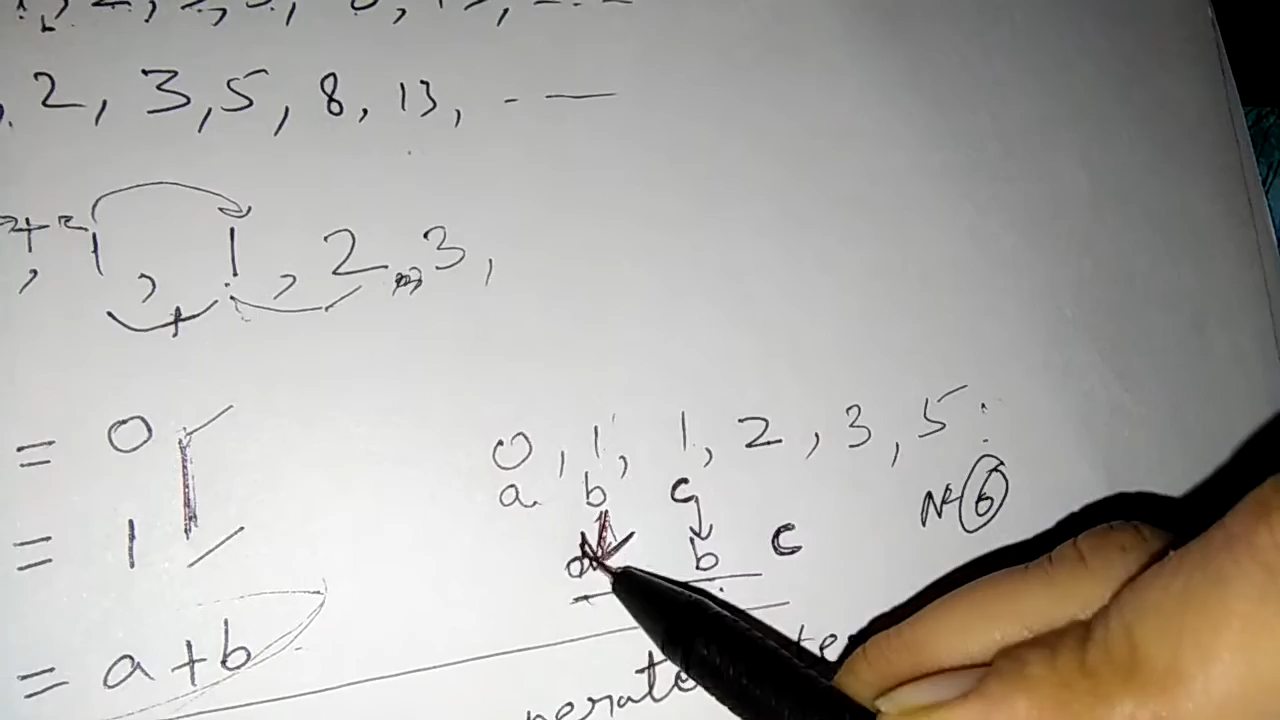 2, 3, 5, 8, 13, - —
, 1, 1, 2, 3,
= 0
0, 1, 1, 2, 3, 5
a b c
N=6
= 1
b c
= a+b